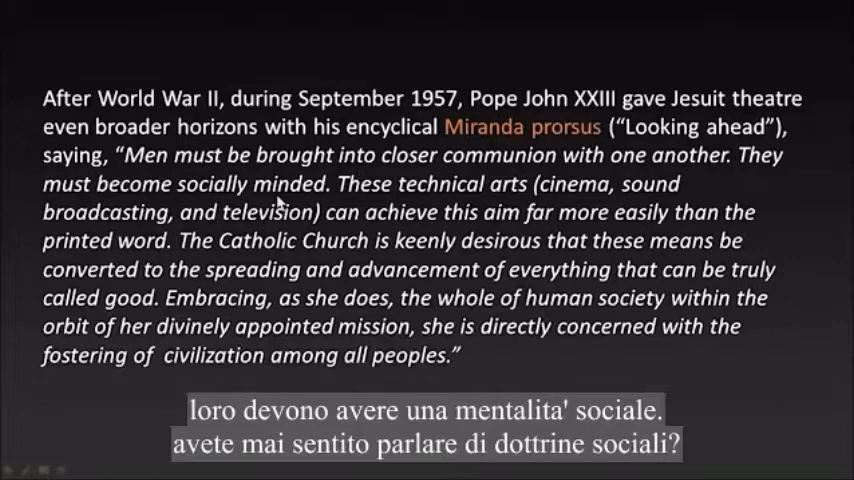 After World War II, during September 1957, Pope John XXIII gave Jesuit theatre
even broader horizons with his encyclical Miranda prorsus (“Looking ahead”),
saying, “Men must be brought into closer communion with one another. They
must become socially minded. These technical arts (cinema, sound
broadcasting, and television) can achieve this aim far more easily than the
printed word. The Catholic Church is keenly desirous that these means be
converted to the spreading and advancement of everything that can be truly
called good. Embracing, as she does, the whole of human society within the
orbit of her divinely appointed mission, she is directly concerned with the
fostering of civilization among all peoples.”
loro devono avere una mentalita' sociale.
avete mai sentito parlare di dottrine sociali?